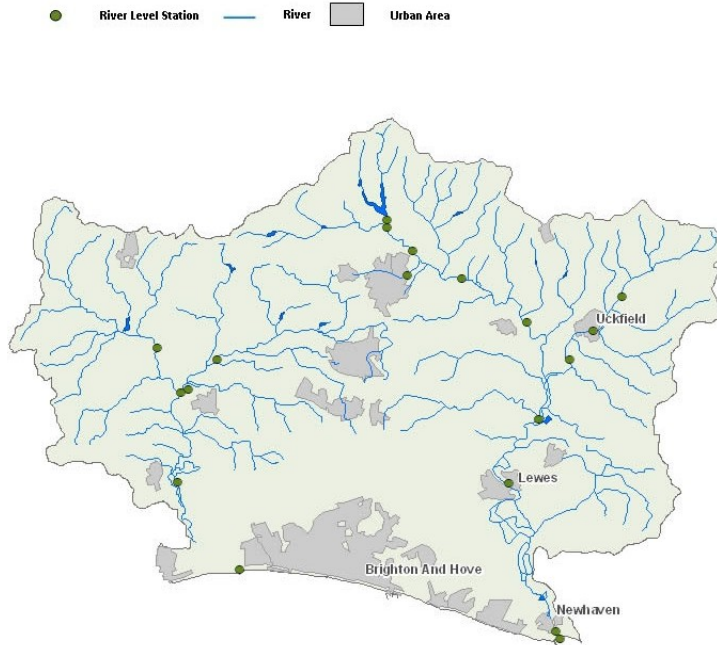 River Level Station River Urban Area
Uckfield
Lewes
Brighton And Hove
Newhaven